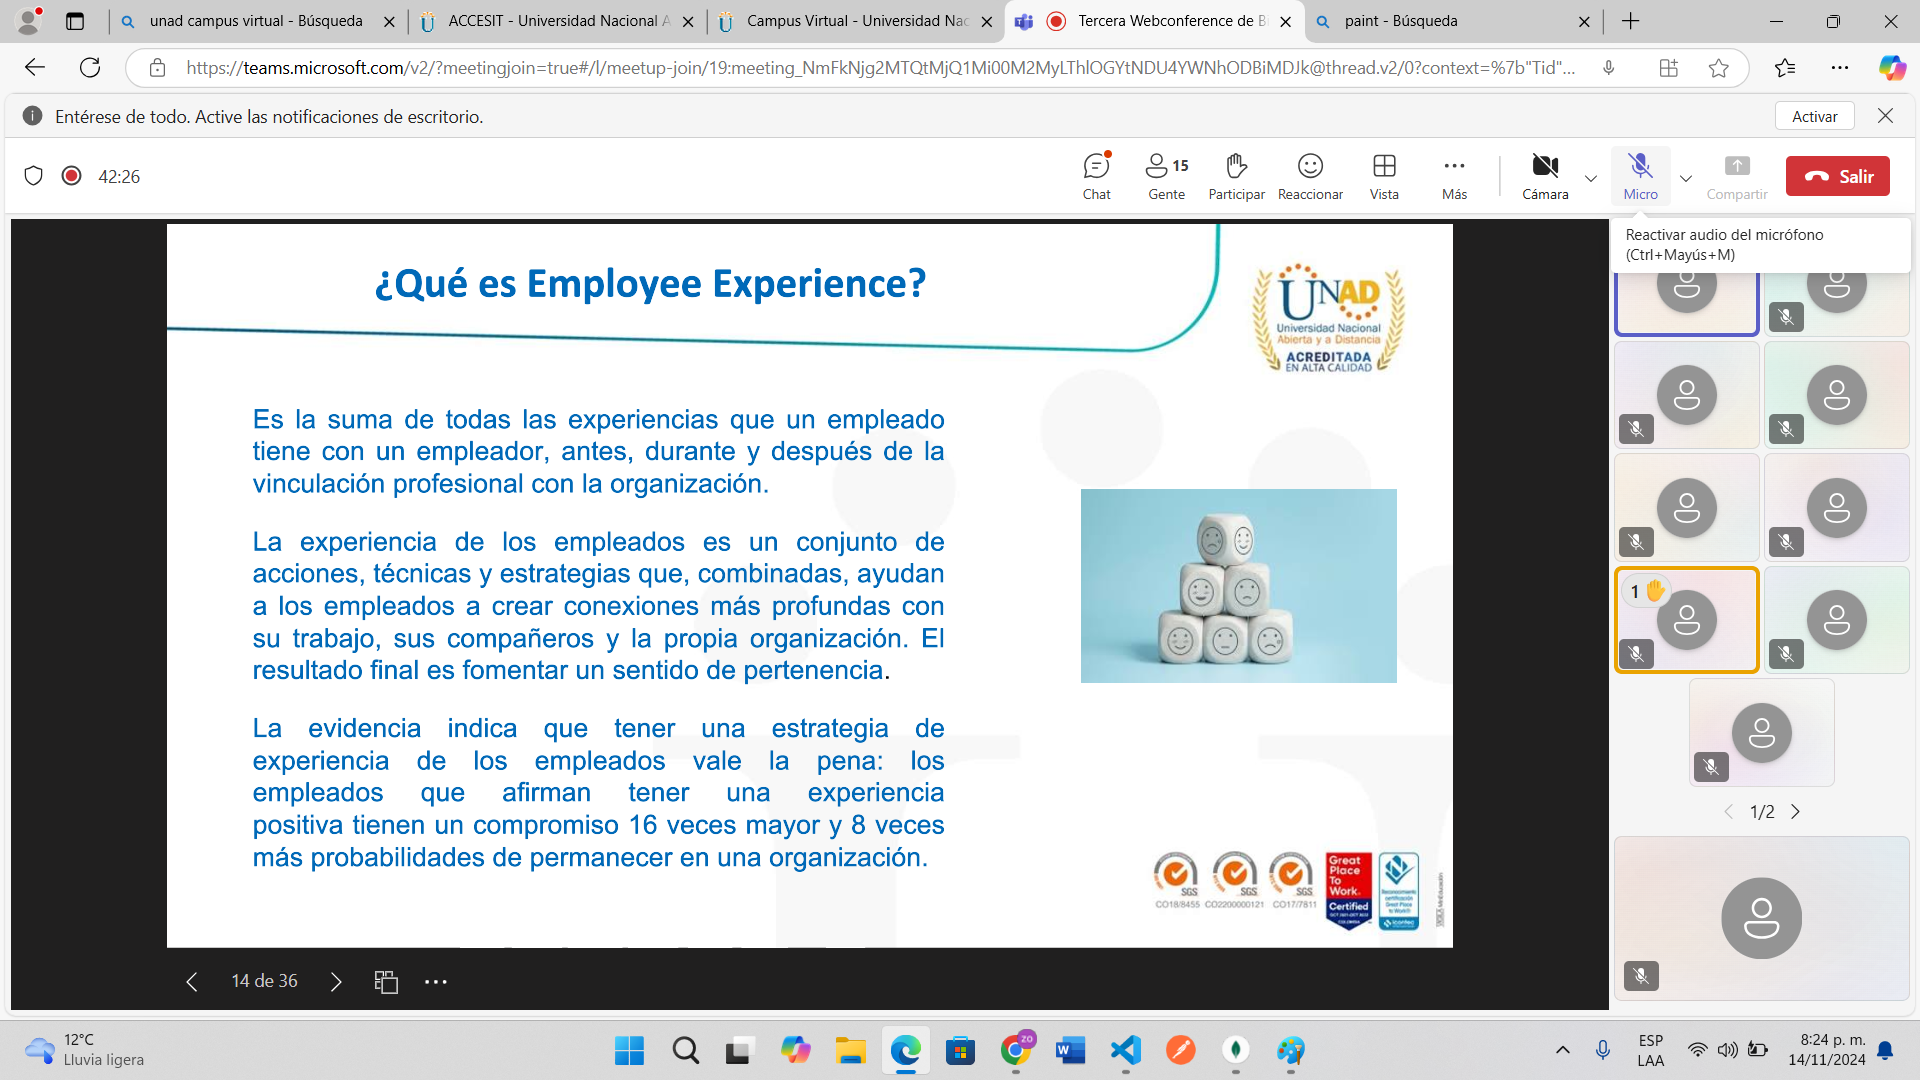 unad campus virtual - Búsqueda
ACCESIT - Universidad Nacional A
Campus Virtual - Universidad Nac
Tercera Webconference de Bi
paint - Búsqueda
https://teams.microsoft.com/v2/?meetingjoin=true#/l/meetup-join/19:meeting_NmFkNjg2MTQtMjQ1Mi00M2MyLThlOGYtNDU4YWNhODBiMDJk@thread.v2/0?context=%7b"Tid"...
Entérese de todo. Active las notificaciones de escritorio.
Activar
42:26
Chat
15
Gente
Participar
Reaccionar
Vista
Más
Cámara
Micro
Compartir
Salir
Reactivar audio del micrófono
(Ctrl+Mayús+M)
¿Qué es Employee Experience?
UNAD
Universidad Nacional
Abierta y a Distancia
ACREDITADA
EN ALTA CALIDAD
Es la suma de todas las experiencias que un empleado
tiene con un empleador, antes, durante y después de la
vinculación profesional con la organización.
La experiencia de los empleados es un conjunto de
acciones, técnicas y estrategias que, combinadas, ayudan
a los empleados a crear conexiones más profundas con
su trabajo, sus compañeros y la propia organización. El
resultado final es fomentar un sentido de pertenencia.
La evidencia indica que tener una estrategia de
experiencia de los empleados vale la pena: los
empleados que afirman tener una experiencia
positiva tienen un compromiso 16 veces mayor y 8 veces
más probabilidades de permanecer en una organización.
SGS
SGS
SGS
CO18/8455
CO2200000121
CO17/7811
Great
Place
To
Work.
Certified
icontec
1
1/2
14 de 36
12°C
Lluvia ligera
ZO
ESP
LAA
8:24 p. m.
14/11/2024